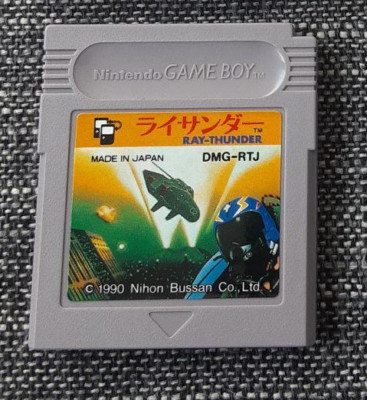 Nintendo GAME BOY TM
ライサンダー TM
RAY-THUNDER
MADE IN JAPAN DMG-RTJ
© 1990 Nihon Bussan Co., Ltd.